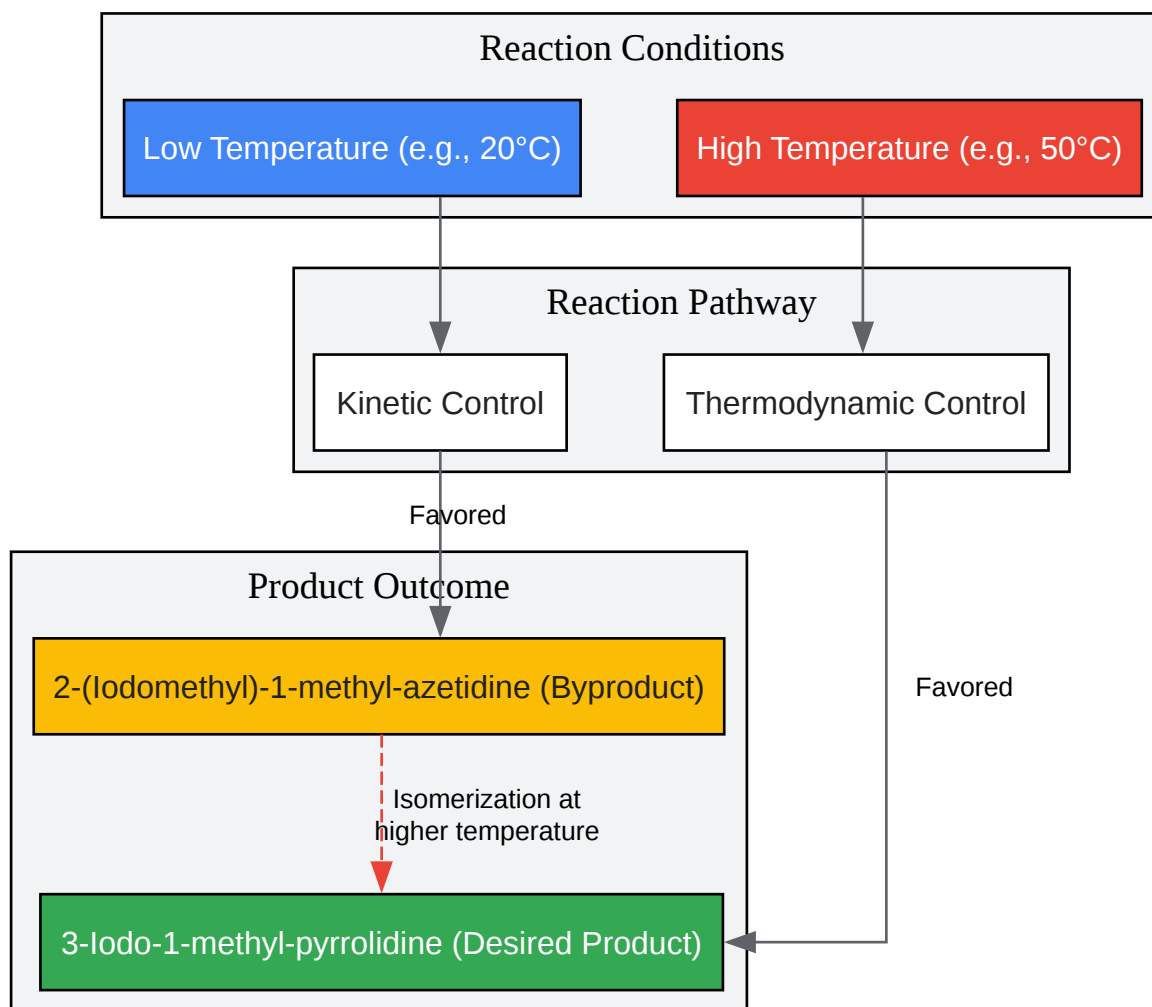 Reaction Conditions
Low Temperature (e.g., 20°C)
High Temperature (e.g., 50°C)
Reaction Pathway
Kinetic Control
Thermodynamic Control
Favored
Product Outcome
2-(Iodomethyl)-1-methyl-azetidine (Byproduct)
Favored
Isomerization at
higher temperature
3-Iodo-1-methyl-pyrrolidine (Desired Product)